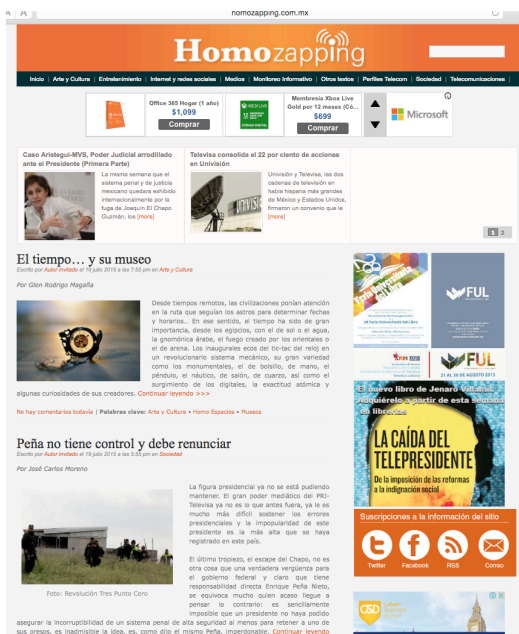 homozapping.com.mx
Homozapping
Inicio | Arte y Cultura | Entretenimiento | Internet y redes sociales | Medios | Monitoreo Informativo | Otros textos | Perfiles Telecom | Sociedad | Telecomunicaciones |
Office 365 Hogar (1 año)
$1,099
Comprar
XBOX LIVE
Membresia Xbox Live
Gold por 12 meses (Có...
$699
Comprar
Microsoft
Caso Aristegui-MVS, Poder Judicial arrodillado
ante el Presidente (Primera Parte)
La misma semana que el
sistema penal y de justicia
mexicano quedara exhibido
internacionalmente por la
fuga de Joaquín El Chapo
Guzmán, los [more]
Televisa consolida el 22 por ciento de acciones
en Univisión
Univisión y Televisa, las dos
cadenas de televisión en
habla hispana más grandes
de México y Estados Unidos,
firmaron un convenio que le
[more]
1 2
El tiempo… y su museo
Escrito por Autor Invitado el 19 julio 2015 a las 7:55 pm en Arte y Cultura
Por Glen Rodrigo Magaña
Desde tiempos remotos, las civilizaciones ponían atención
en la ruta que seguían los astros para determinar fechas
y horarios… En ese sentido, el tiempo ha sido de gran
importancia, desde los egipcios, con el de sol o el agua,
la gnomónica árabe, el fuego creado por los orientales o
el de arena. Los inaugurales ecos del tic-tac del reloj en
un revolucionario sistema mecánico, su gran variedad
como los monumentales, el de bolsillo, de mano, el
péndulo, el náutico, de salón, de cuarzo, así como el
surgimiento de los digitales, la exactitud atómica y
algunas curiosidades de sus creadores. Continuar leyendo >>>
No hay comentarios todavía | Palabras clave: Arte y Cultura • Homo Espacios • Museos
Peña no tiene control y debe renunciar
Escrito por Autor Invitado el 19 julio 2015 a las 5:55 pm en Sociedad
Por José Carlos Moreno
La figura presidencial ya no se está pudiendo
mantener. El gran poder mediático del PRI-
Televisa ya no es lo que antes fuera, ya le es
mucho más difícil sostener los errores
presidenciales y la impopularidad de este
presidente es la más alta que se haya
registrado en este país.
El último tropiezo, el escape del Chapo, no es
otra cosa que una verdadera vergüenza para
el gobierno federal y claro que tiene
responsabilidad directa Enrique Peña Nieto,
se equivoca mucho quien acaso llegue a
pensar lo contrario: es sencillamente
imposible que un presidente no haya podido
Foto: Revolución Tres Punto Cero
asegurar la incorruptibilidad de un sistema penal de alta seguridad al menos para retener a uno de
sus presos, es inadmisible la idea, es, como dijo el mismo Peña, imperdonable. Continuar leyendo
Feria Universitaria
del Libro
FUL
FUL
21 AL 30 DE AGOSTO 2015
El nuevo libro de Jenaro Villamil
Adquiérelo a partir de esta semana
en librerías
LA CAÍDA DEL
TELEPRESIDENTE
De la imposición de las reformas
a la indignación social
Suscripciones a la información del sitio
Twitter
Facebook
RSS
Correo